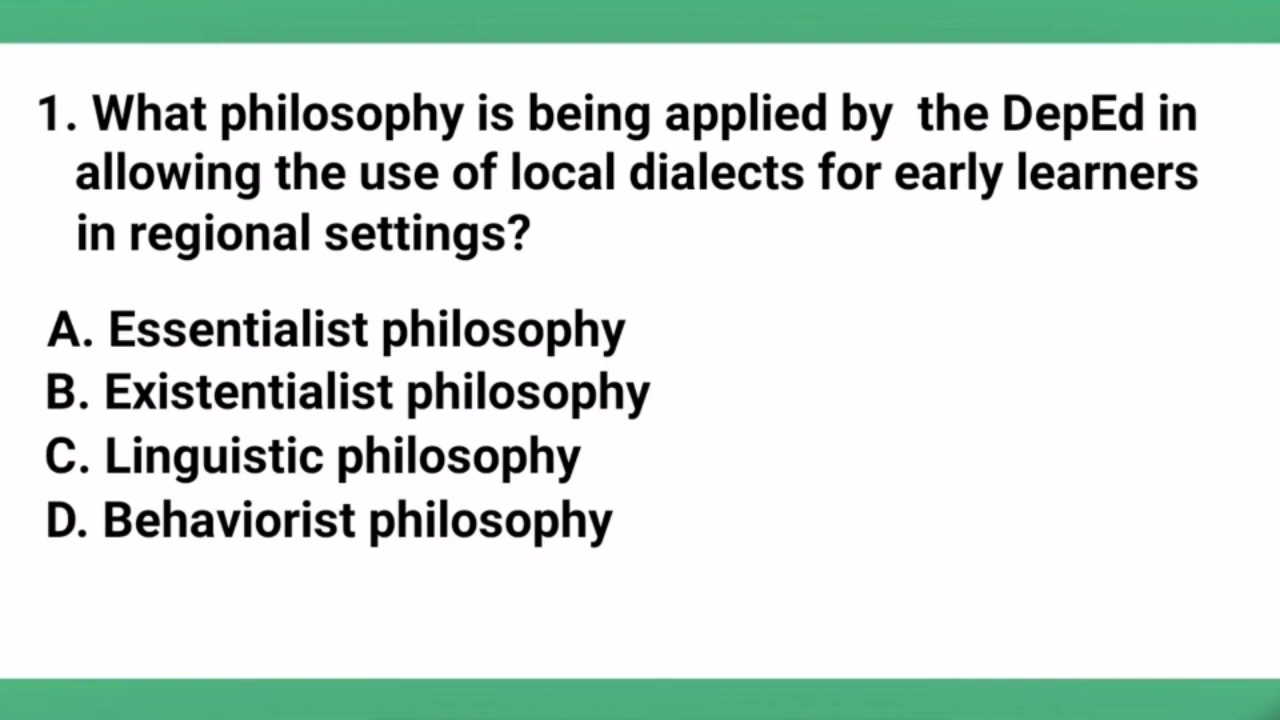 1. What philosophy is being applied by the DepEd in
allowing the use of local dialects for early learners
in regional settings?
A. Essentialist philosophy
B. Existentialist philosophy
C. Linguistic philosophy
D. Behaviorist philosophy